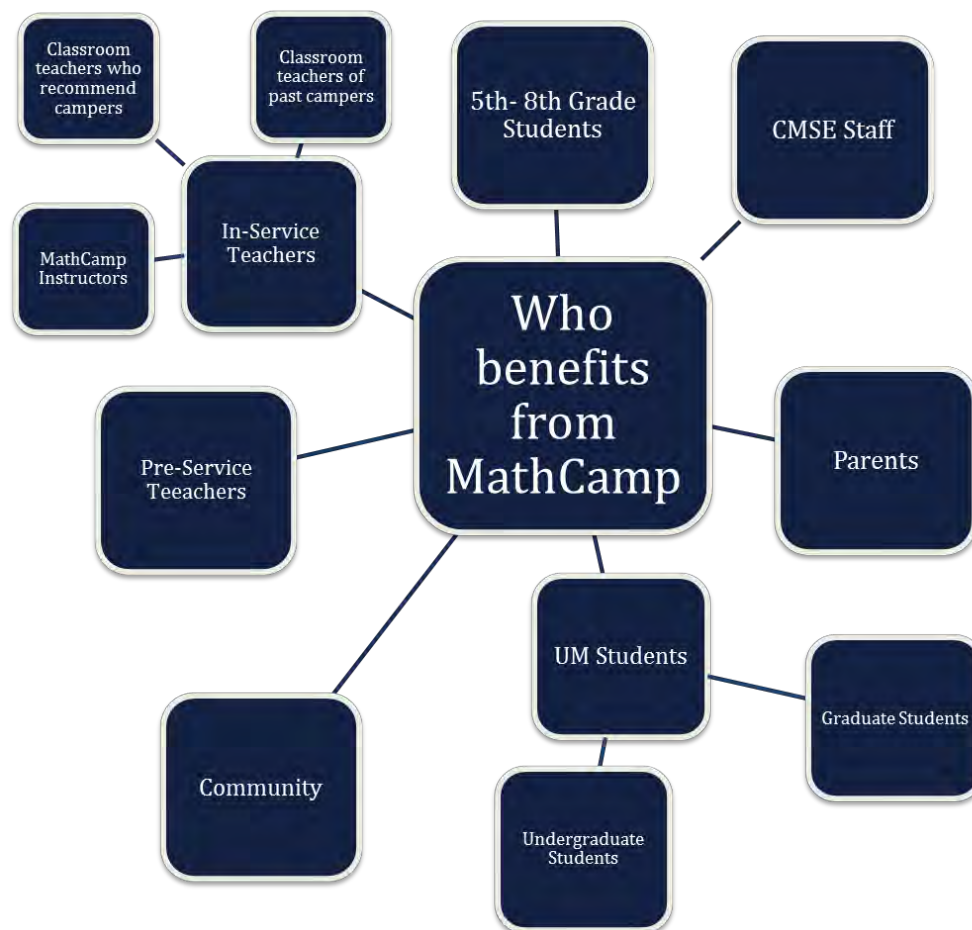 Classroom
teachers who
recommend
campers
Classroom
teachers of
past campers
5th- 8th Grade
Students
CMSE Staff
In-Service
Teachers
MathCamp
Instructors
Who
benefits
from
MathCamp
Pre-Service
Teeachers
Parents
UM Students
Graduate Students
Community
Undergraduate
Students